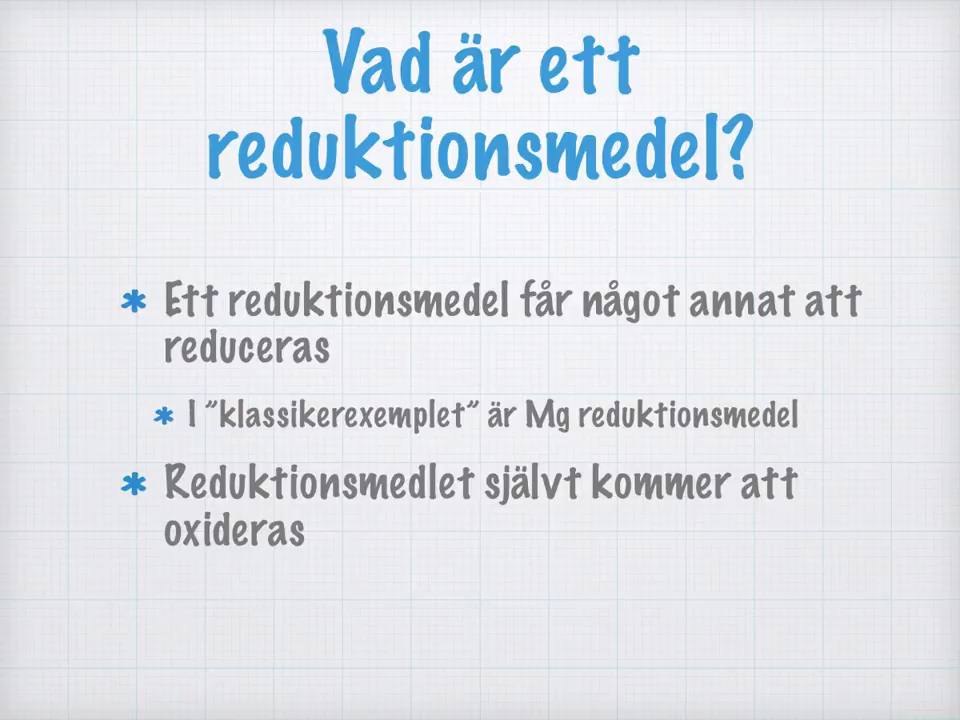 Vad är ett
reduktionsmedel?
Ett reduktionsmedel får något annat att
reduceras
I ”klassikerexemplet” är Mg reduktionsmedel
Reduktionsmedlet självt kommer att
oxideras